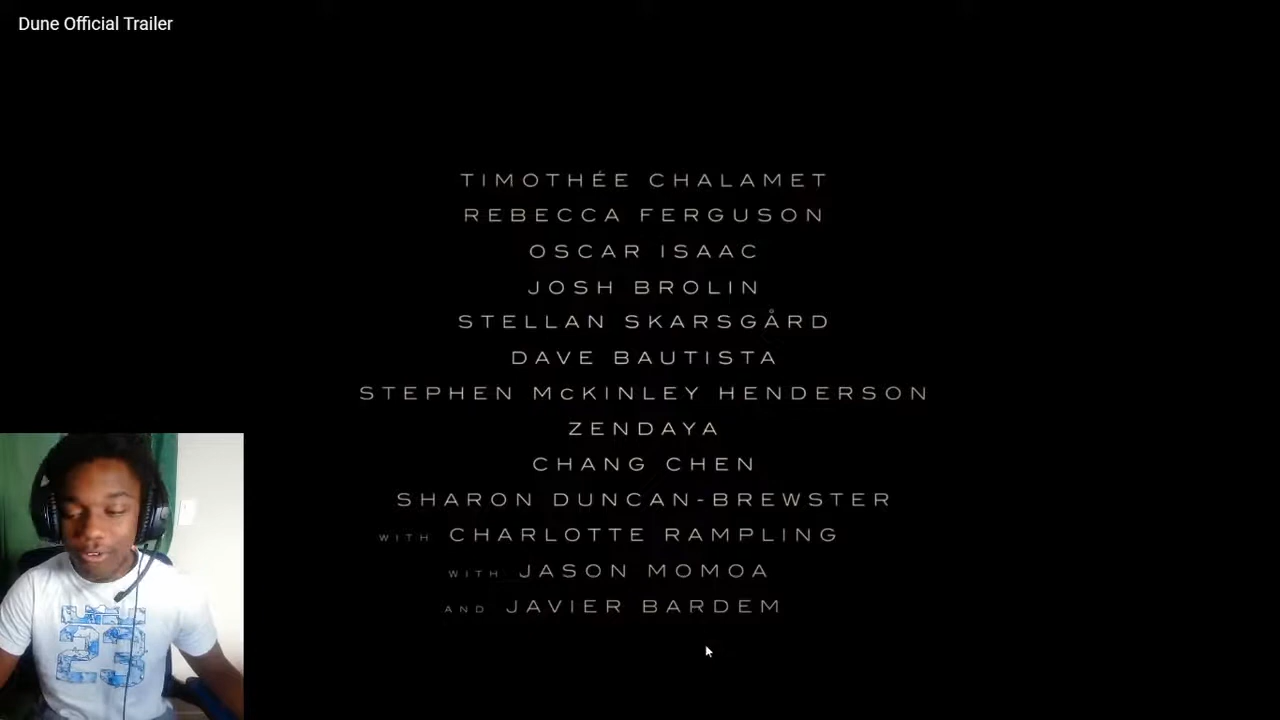 Dune Official Trailer
TIMOTHÉE CHALAMET
REBECCA FERGUSON
OSCAR ISAAC
JOSH BROLIN
STELLAN SKARSGÅRD
DAVE BAUTISTA
STEPHEN McKINLEY HENDERSON
ZENDAYA
CHANG CHEN
SHARON DUNCAN-BREWSTER
WITH CHARLOTTE RAMPLING
WITH JASON MOMOA
AND JAVIER BARDEM
23